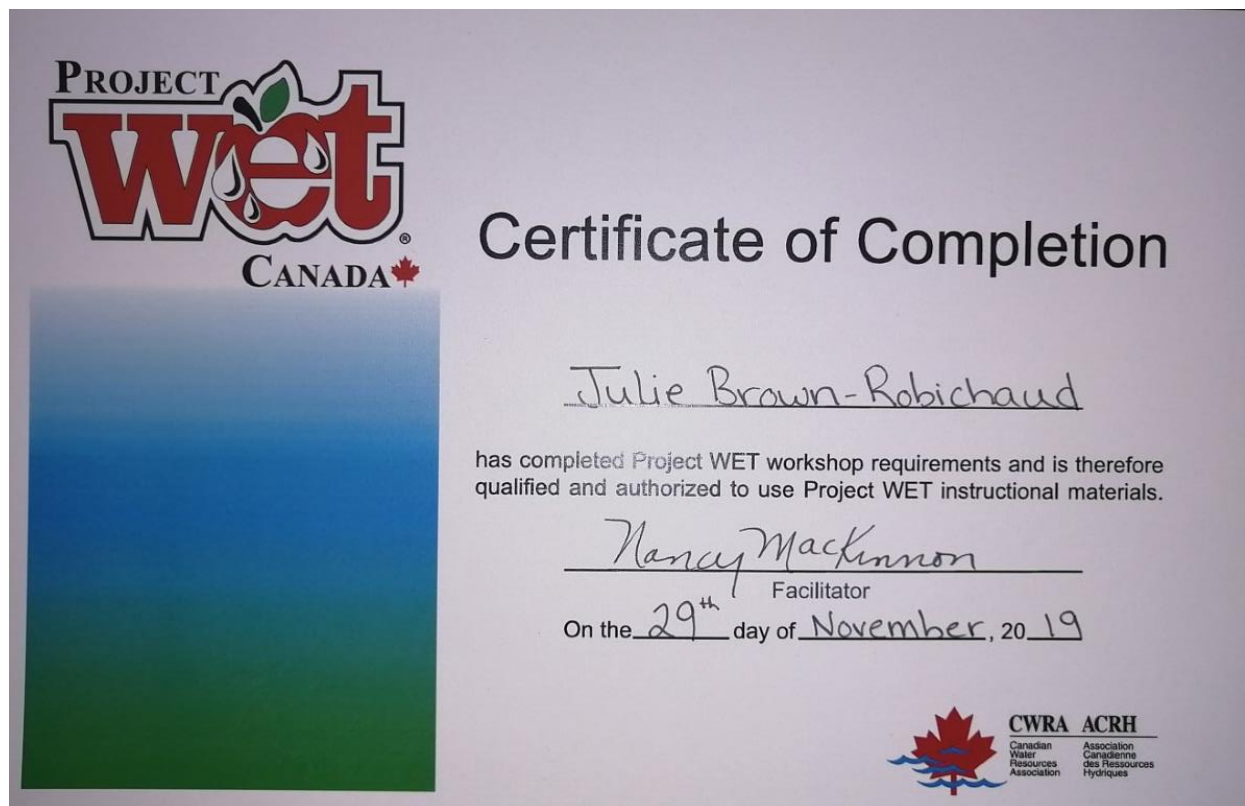 PROJECT
wet®
CANADA
Certificate of Completion
Julie Brown-Robichaud
has completed Project WET workshop requirements and is therefore
qualified and authorized to use Project WET instructional materials.
Nancy MacKinnon
Facilitator
On the 29th day of November, 2019
CWRA ACRH
Canadian Water Resources Association
Association Canadienne des Ressources Hydriques